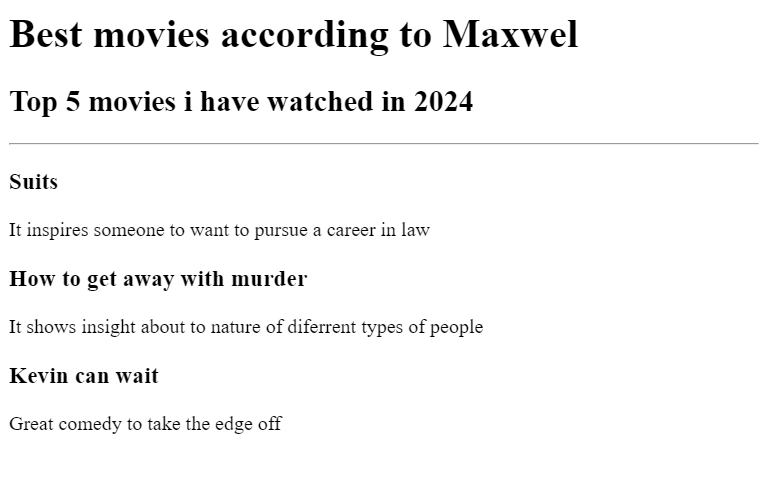 Best movies according to Maxwel
Top 5 movies i have watched in 2024
Suits
It inspires someone to want to pursue a career in law
How to get away with murder
It shows insight about to nature of diferrent types of people
Kevin can wait
Great comedy to take the edge off